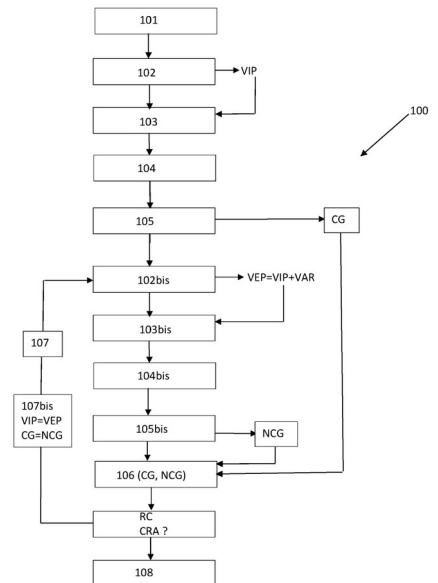 101
102
VIP
103
100
104
105
CG
102bis
VEP=VIP+VAR
103bis
107
104bis
107bis
VIP=VEP
CG=NCG
105bis
NCG
106 (CG, NCG)
RC
CRA ?
108